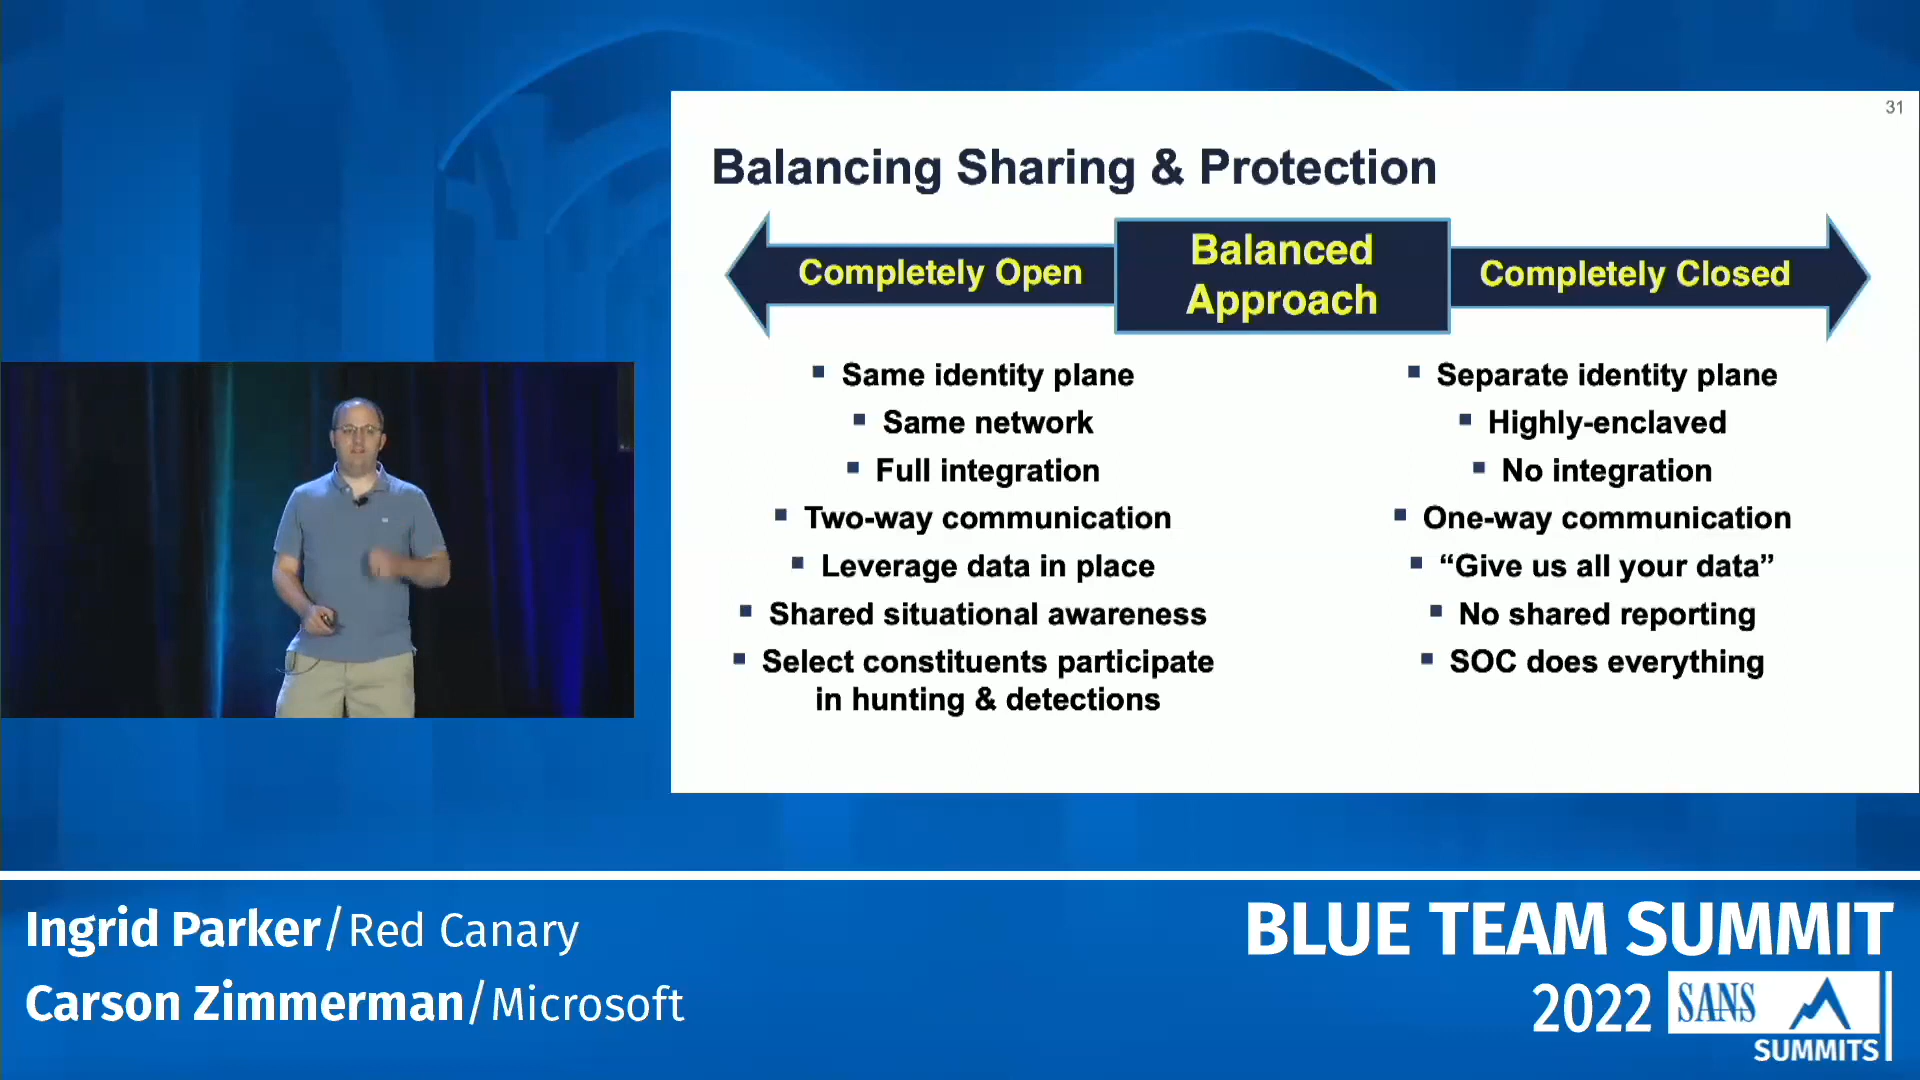 31
Balancing Sharing & Protection
Completely Open
Balanced
Approach
Completely Closed
Same identity plane
Same network
Full integration
Two-way communication
Leverage data in place
Shared situational awareness
Select constituents participate
in hunting & detections
Separate identity plane
Highly-enclaved
No integration
One-way communication
“Give us all your data”
No shared reporting
SOC does everything
Ingrid Parker/Red Canary
Carson Zimmerman/Microsoft
BLUE TEAM SUMMIT
2022 SANS
SUMMITS